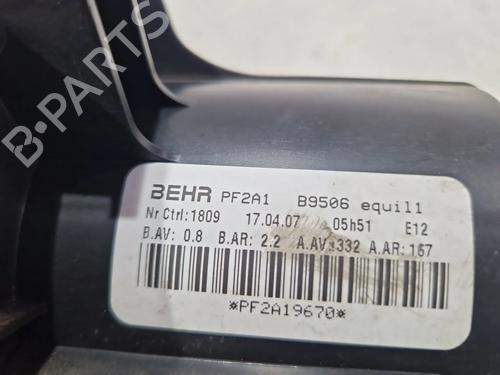 B-PARTS
BEHR PF2A1 B9506 equil1
Nr Ctrl:1809 17.04.07 05h51 E12
B.AV: 0.8 B.AR: 2.2 A.AV:332 A.AR:167
*PF2A19670*